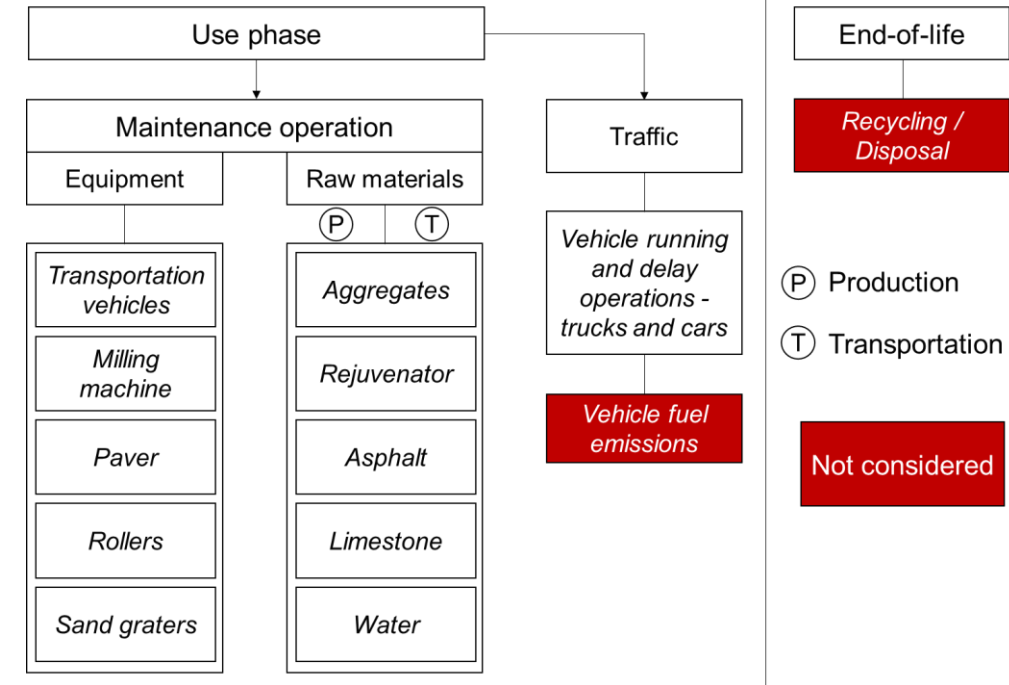 Use phase
Maintenance operation
Equipment
Raw materials
P
T
Transportation
vehicles
Milling
machine
Paver
Rollers
Sand graters
Aggregates
Rejuvenator
Asphalt
Limestone
Water
Traffic
Vehicle running
and delay
operations -
trucks and cars
Vehicle fuel
emissions
End-of-life
Recycling /
Disposal
P Production
T Transportation
Not considered